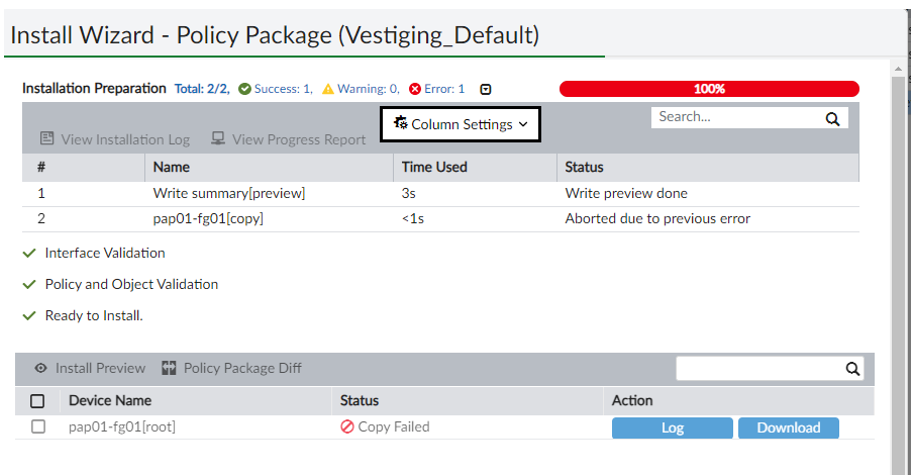 Install Wizard - Policy Package (Vestiging_Default)
Installation Preparation Total: 2/2, Success: 1, Warning: 0, Error: 1 100%
View Installation Log View Progress Report Column Settings Search...
# Name Time Used Status
1 Write summary[preview] 3s Write preview done
2 pap01-fg01[copy] <1s Aborted due to previous error
Interface Validation
Policy and Object Validation
Ready to Install.
Install Preview Policy Package Diff
Device Name Status Action
pap01-fg01[root] Copy Failed Log Download